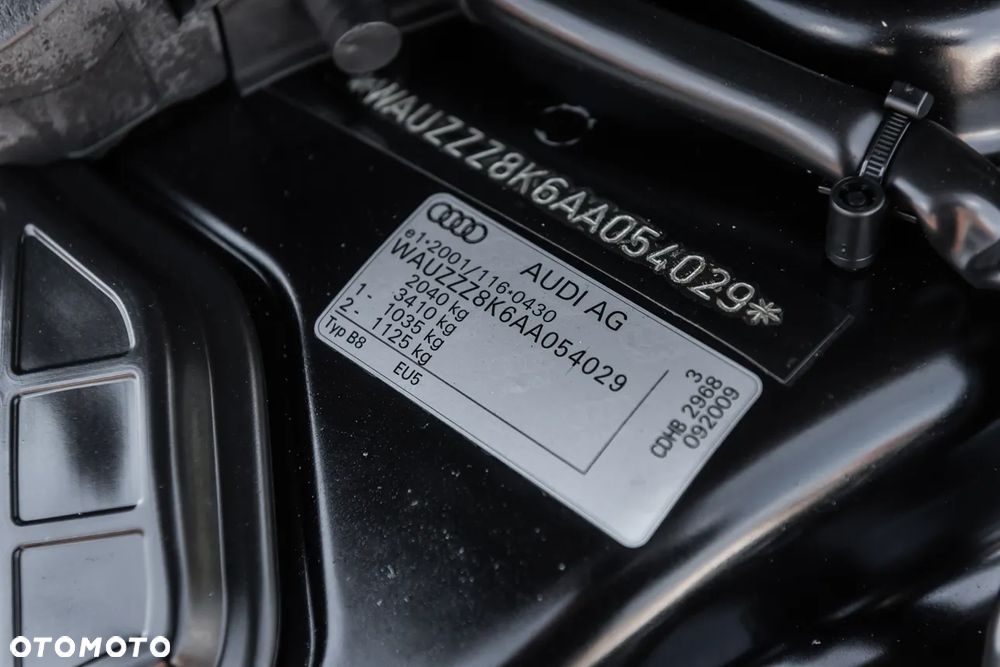 *WAUZZZ8K6AA054029*
AUDI AG
e1*2001/116*0430
WAUZZZ8K6AA054029
2040 kg
3410 kg
1- 1035 kg
2- 1125 kg
Typ B8
EU5
3
CDHB 2968
092009
OTOMOTO